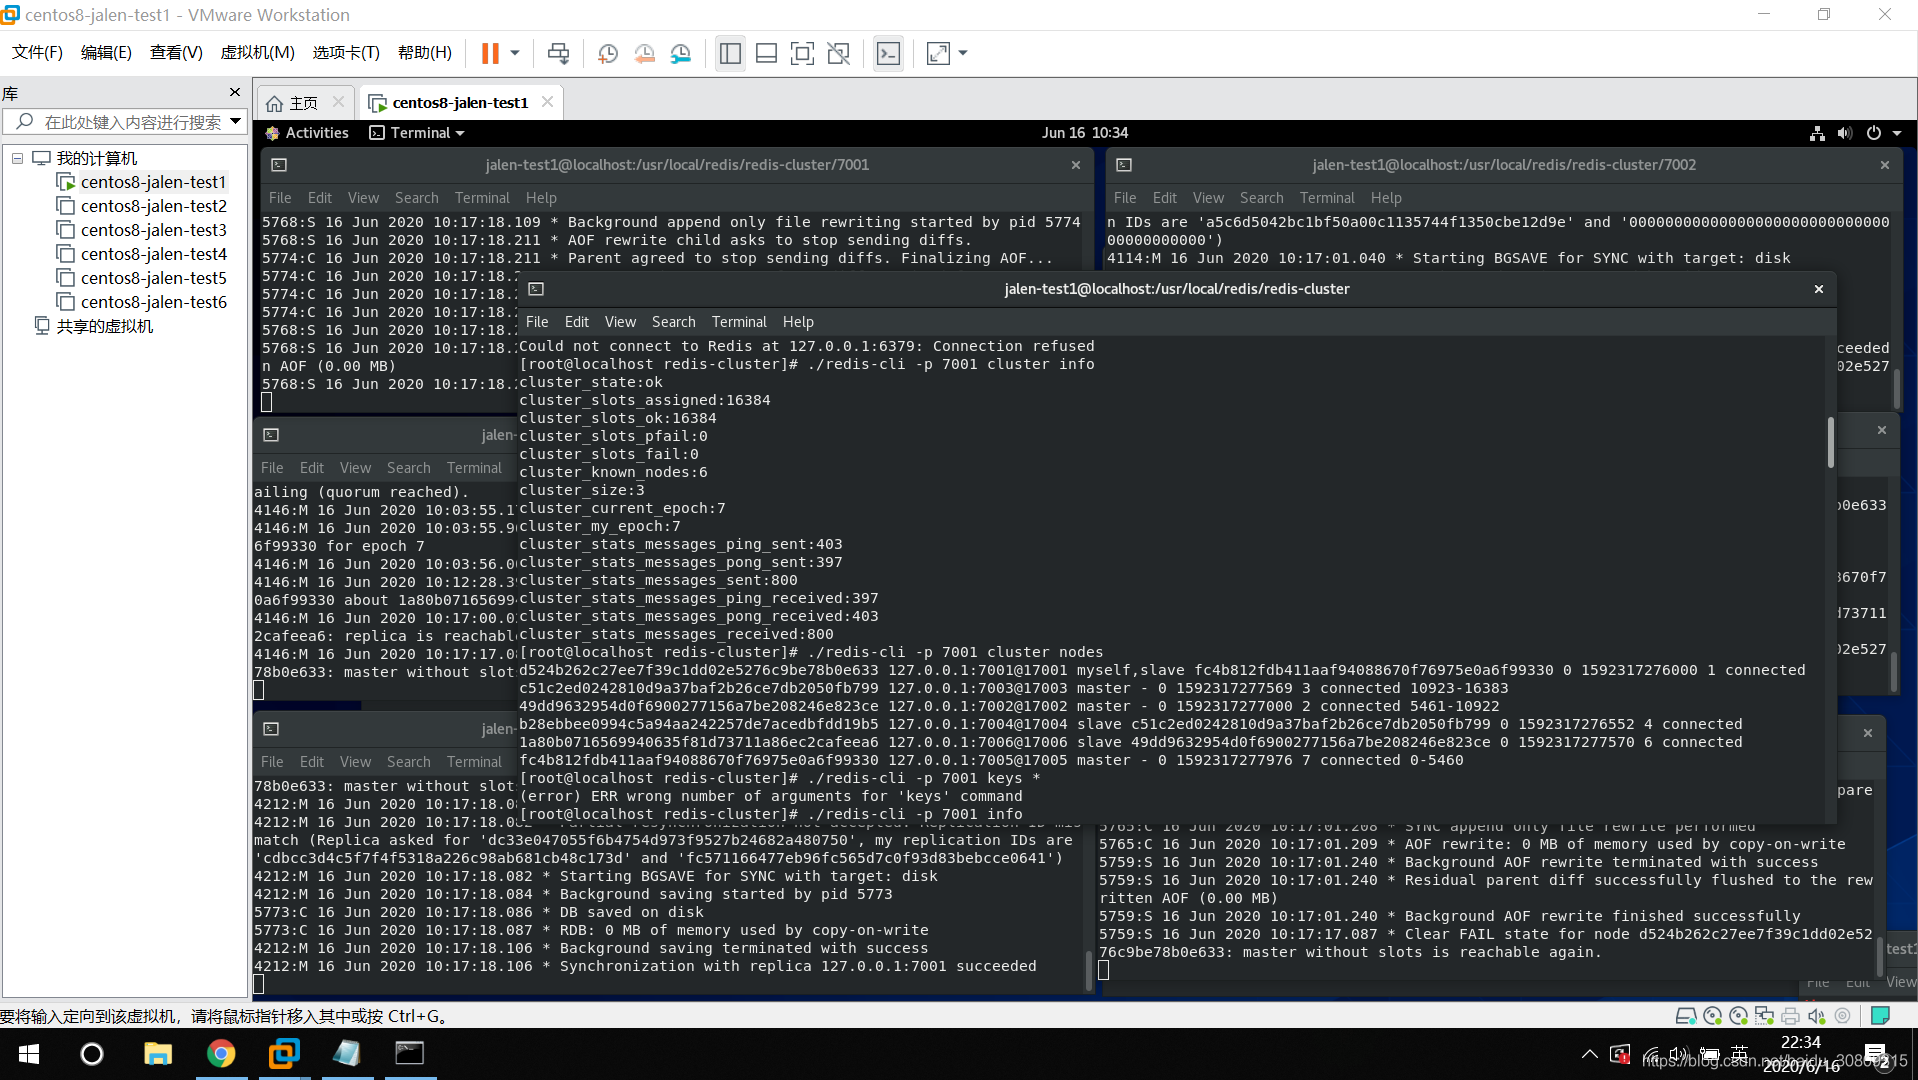 centos8-jalen-test1 - VMware Workstation
文件(F) 编辑(E) 查看(V) 虚拟机(M) 选项卡(T) 帮助(H)
库
在此处键入内容进行搜索
我的计算机
centos8-jalen-test1
centos8-jalen-test2
centos8-jalen-test3
centos8-jalen-test4
centos8-jalen-test5
centos8-jalen-test6
共享的虚拟机
主页 centos8-jalen-test1
Activities Terminal Jun 16 10:34
jalen-test1@localhost:/usr/local/redis/redis-cluster/7001
File Edit View Search Terminal Help
5768:S 16 Jun 2020 10:17:18.109 * Background append only file rewriting started by pid 5774
5768:S 16 Jun 2020 10:17:18.211 * AOF rewrite child asks to stop sending diffs.
5774:C 16 Jun 2020 10:17:18.211 * Parent agreed to stop sending diffs. Finalizing AOF...
5774:C 16 Jun 2020 10:17:18.2
5774:C 16 Jun 2020 10:17:18.2
5774:C 16 Jun 2020 10:17:18.2
5768:S 16 Jun 2020 10:17:18.2
5768:S 16 Jun 2020 10:17:18.2
n AOF (0.00 MB)
5768:S 16 Jun 2020 10:17:18.2
jalen-test1@localhost:/usr/local/redis/redis-cluster/7002
File Edit View Search Terminal Help
n IDs are 'a5c6d5042bc1bf50a00c1135744f1350cbe12d9e' and '00000000000000000000000000000
00000000000')
4114:M 16 Jun 2020 10:17:01.040 * Starting BGSAVE for SYNC with target: disk
ceeded
02e527
jalen-test1@localhost:/usr/local/redis/redis-cluster
File Edit View Search Terminal Help
Could not connect to Redis at 127.0.0.1:6379: Connection refused
[root@localhost redis-cluster]# ./redis-cli -p 7001 cluster info
cluster_state:ok
cluster_slots_assigned:16384
cluster_slots_ok:16384
cluster_slots_pfail:0
cluster_slots_fail:0
cluster_known_nodes:6
cluster_size:3
cluster_current_epoch:7
cluster_my_epoch:7
cluster_stats_messages_ping_sent:403
cluster_stats_messages_pong_sent:397
cluster_stats_messages_sent:800
cluster_stats_messages_ping_received:397
cluster_stats_messages_pong_received:403
cluster_stats_messages_received:800
[root@localhost redis-cluster]# ./redis-cli -p 7001 cluster nodes
d524b262c27ee7f39c1dd02e5276c9be78b0e633 127.0.0.1:7001@17001 myself,slave fc4b812fdb411aaf94088670f76975e0a6f99330 0 1592317276000 1 connected
c51c2ed0242810d9a37baf2b26ce7db2050fb799 127.0.0.1:7003@17003 master - 0 1592317277569 3 connected 10923-16383
49dd9632954d0f6900277156a7be208246e823ce 127.0.0.1:7002@17002 master - 0 1592317277000 2 connected 5461-10922
b28ebbee0994c5a94aa242257de7acedbfdd19b5 127.0.0.1:7004@17004 slave c51c2ed0242810d9a37baf2b26ce7db2050fb799 0 1592317276552 4 connected
1a80b0716569940635f81d73711a86ec2cafeea6 127.0.0.1:7006@17006 slave 49dd9632954d0f6900277156a7be208246e823ce 0 1592317277570 6 connected
fc4b812fdb411aaf94088670f76975e0a6f99330 127.0.0.1:7005@17005 master - 0 1592317277976 7 connected 0-5460
[root@localhost redis-cluster]# ./redis-cli -p 7001 keys *
(error) ERR wrong number of arguments for 'keys' command
[root@localhost redis-cluster]# ./redis-cli -p 7001 info
jalen-
File Edit View Search Terminal
ailing (quorum reached).
4146:M 16 Jun 2020 10:03:55.1
4146:M 16 Jun 2020 10:03:55.9
6f99330 for epoch 7
4146:M 16 Jun 2020 10:03:56.0
4146:M 16 Jun 2020 10:12:28.3
0a6f99330 about 1a80b07165699
4146:M 16 Jun 2020 10:17:00.0
2cafeea6: replica is reachabl
4146:M 16 Jun 2020 10:17:17.0
78b0e633: master without slot
b0e633
8670f7
d73711
02e527
jalen-
File Edit View Search Terminal
78b0e633: master without slot
4212:M 16 Jun 2020 10:17:18.0
4212:M 16 Jun 2020 10:17:18.082 * Partial resynchronization not accepted: Replication ID mis
match (Replica asked for 'dc33e047055f6b4754d973f9527b24682a480750', my replication IDs are
'cdbcc3d4c5f7f4f5318a226c98ab681cb48c173d' and 'fc571166477eb96fc565d7c0f93d83bebcce0641')
4212:M 16 Jun 2020 10:17:18.082 * Starting BGSAVE for SYNC with target: disk
4212:M 16 Jun 2020 10:17:18.084 * Background saving started by pid 5773
5773:C 16 Jun 2020 10:17:18.086 * DB saved on disk
5773:C 16 Jun 2020 10:17:18.087 * RDB: 0 MB of memory used by copy-on-write
4212:M 16 Jun 2020 10:17:18.106 * Background saving terminated with success
4212:M 16 Jun 2020 10:17:18.106 * Synchronization with replica 127.0.0.1:7001 succeeded
pare
5765:C 16 Jun 2020 10:17:01.208 * SYNC append only file rewrite performed
5765:C 16 Jun 2020 10:17:01.209 * AOF rewrite: 0 MB of memory used by copy-on-write
5759:S 16 Jun 2020 10:17:01.240 * Background AOF rewrite terminated with success
5759:S 16 Jun 2020 10:17:01.240 * Residual parent diff successfully flushed to the rew
ritten AOF (0.00 MB)
5759:S 16 Jun 2020 10:17:01.240 * Background AOF rewrite finished successfully
5759:S 16 Jun 2020 10:17:17.087 * Clear FAIL state for node d524b262c27ee7f39c1dd02e52
76c9be78b0e633: master without slots is reachable again.
test1
File Edit View
要将输入定向到该虚拟机，请将鼠标指针移入其中或按 Ctrl+G。
英
22:34
2020/6/16
2